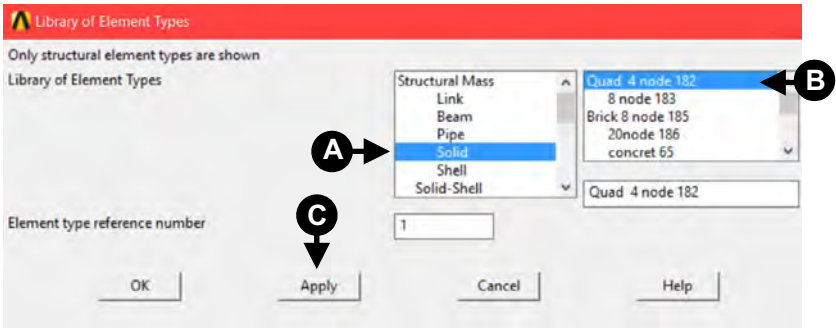 Library of Element Types
Only structural element types are shown
Library of Element Types
Structural Mass
Link
Beam
Pipe
Solid
Shell
Solid-Shell
Quad 4 node 182
8 node 183
Brick 8 node 185
20node 186
concret 65
Quad 4 node 182
A
B
C
Element type reference number
1
OK
Apply
Cancel
Help